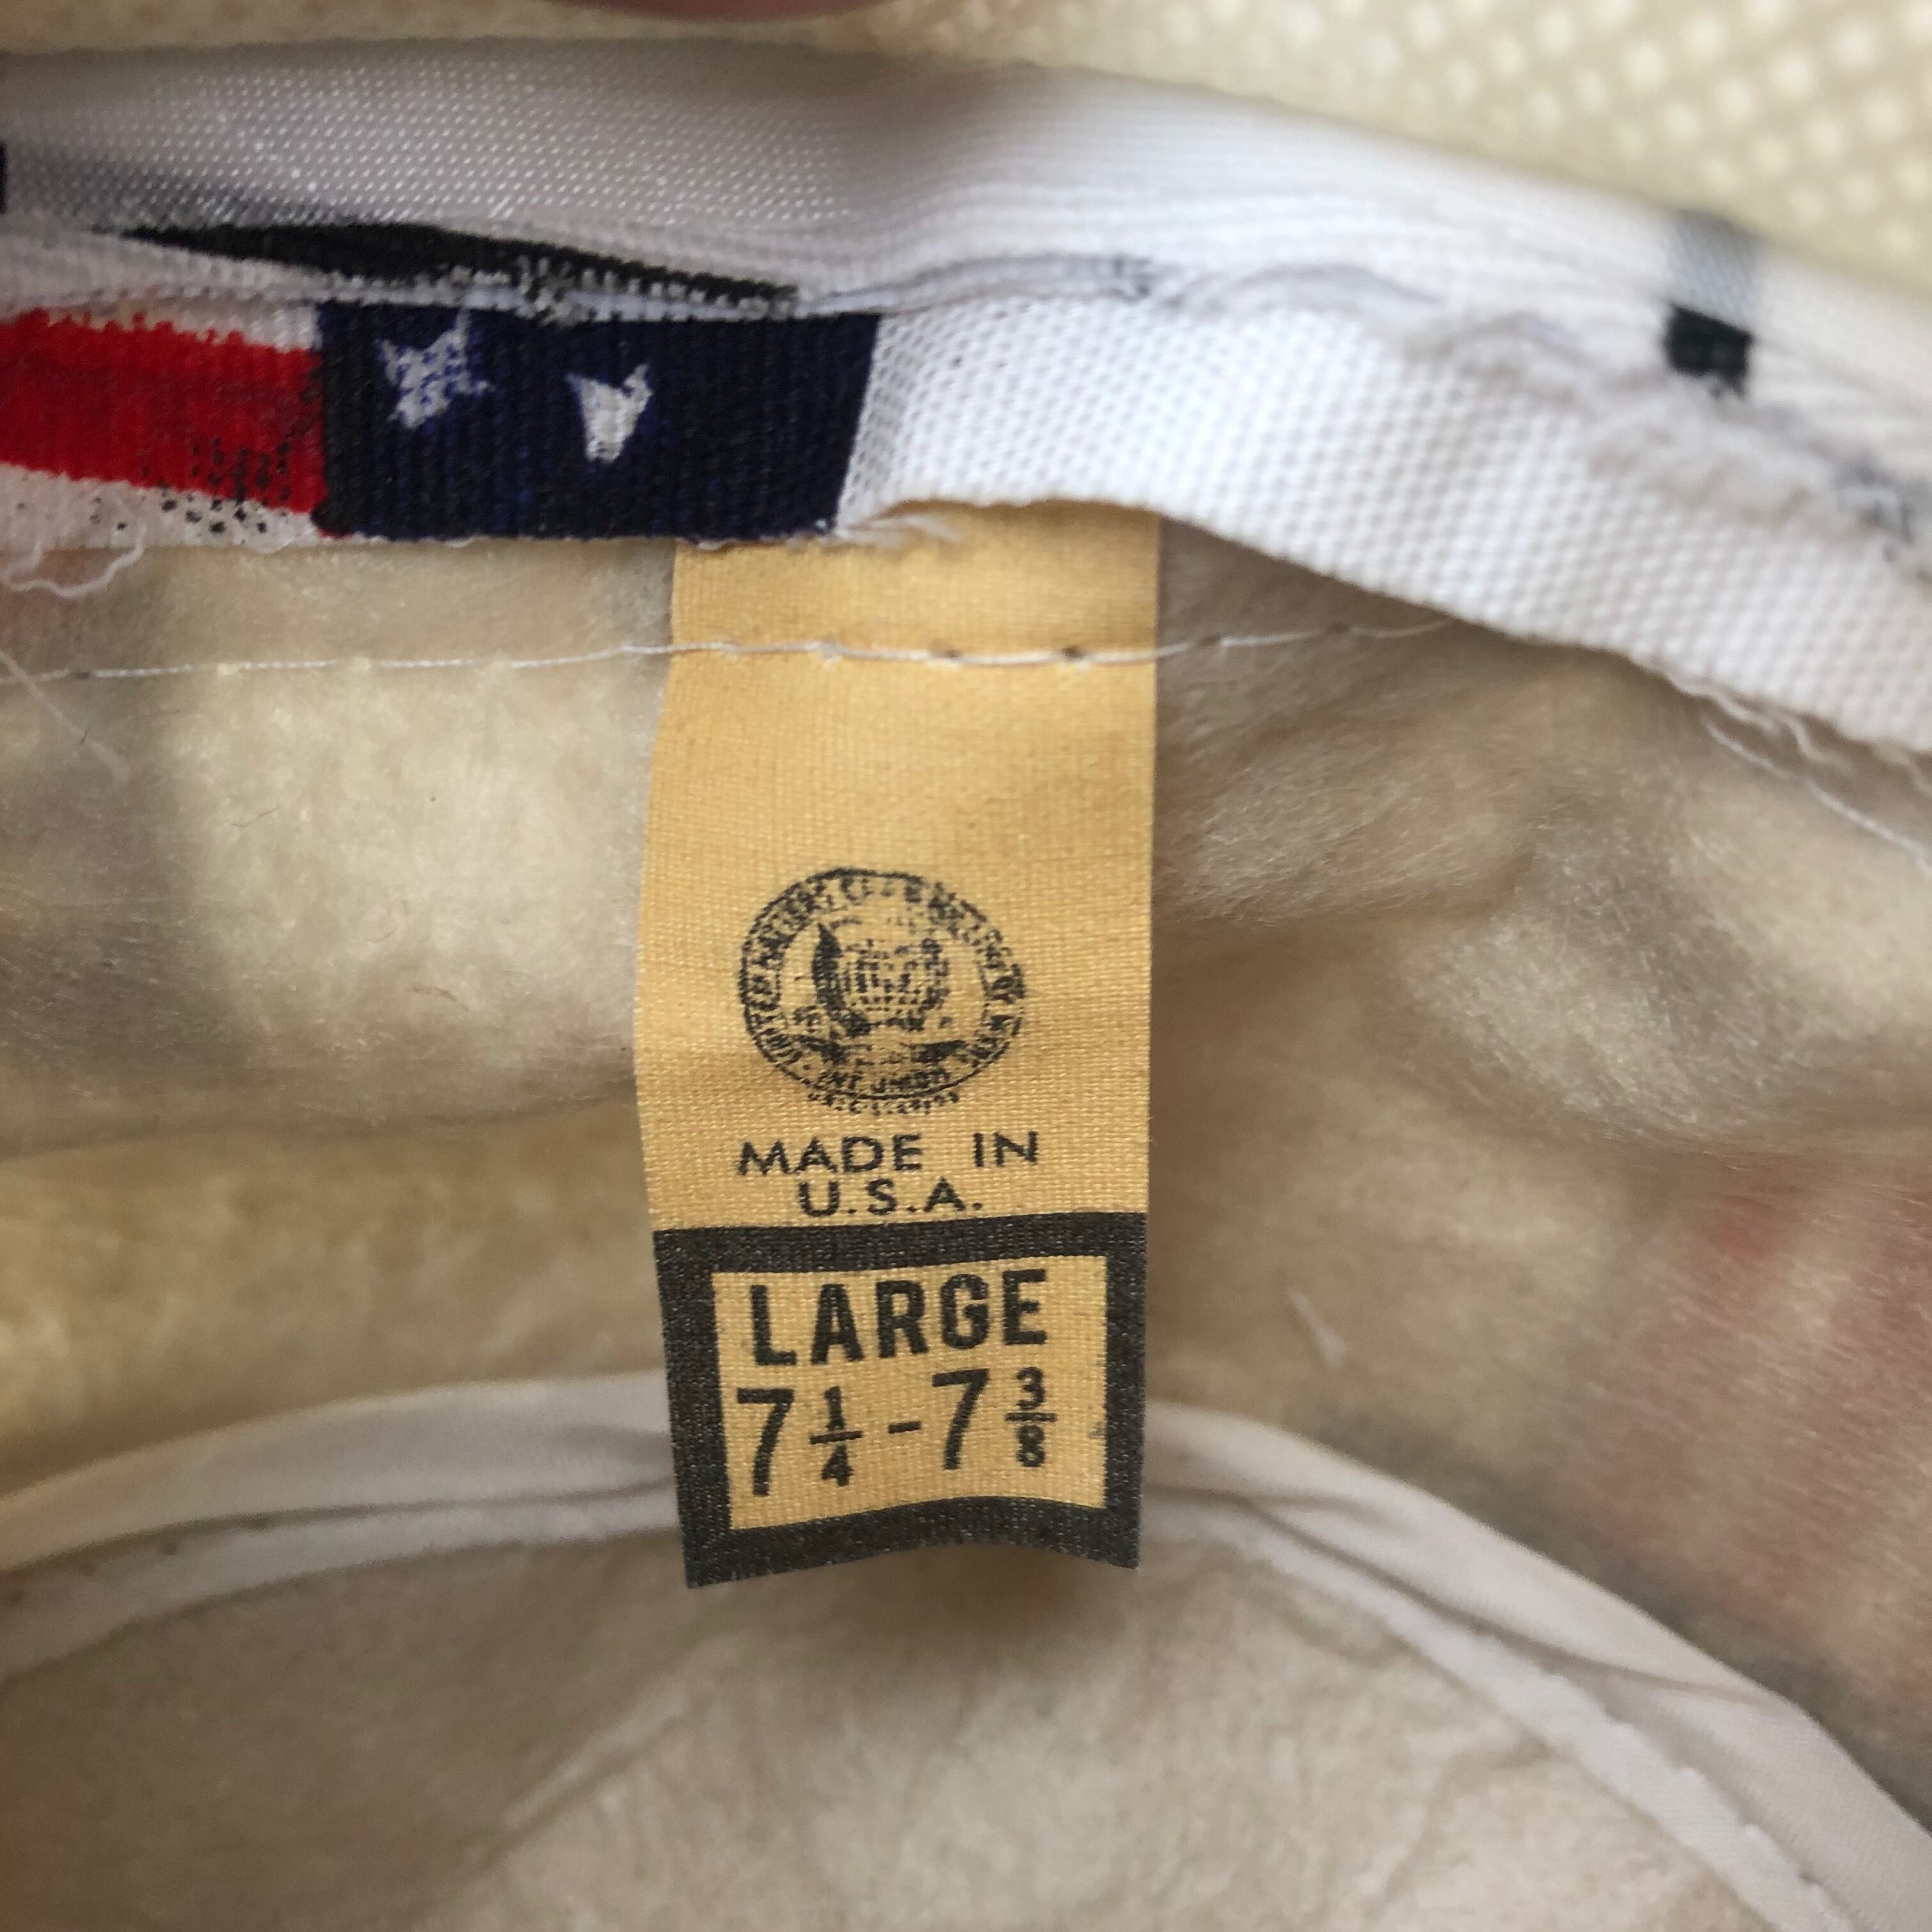 MADE IN
U.S.A.
LARGE
7 1/4 - 7 3/8